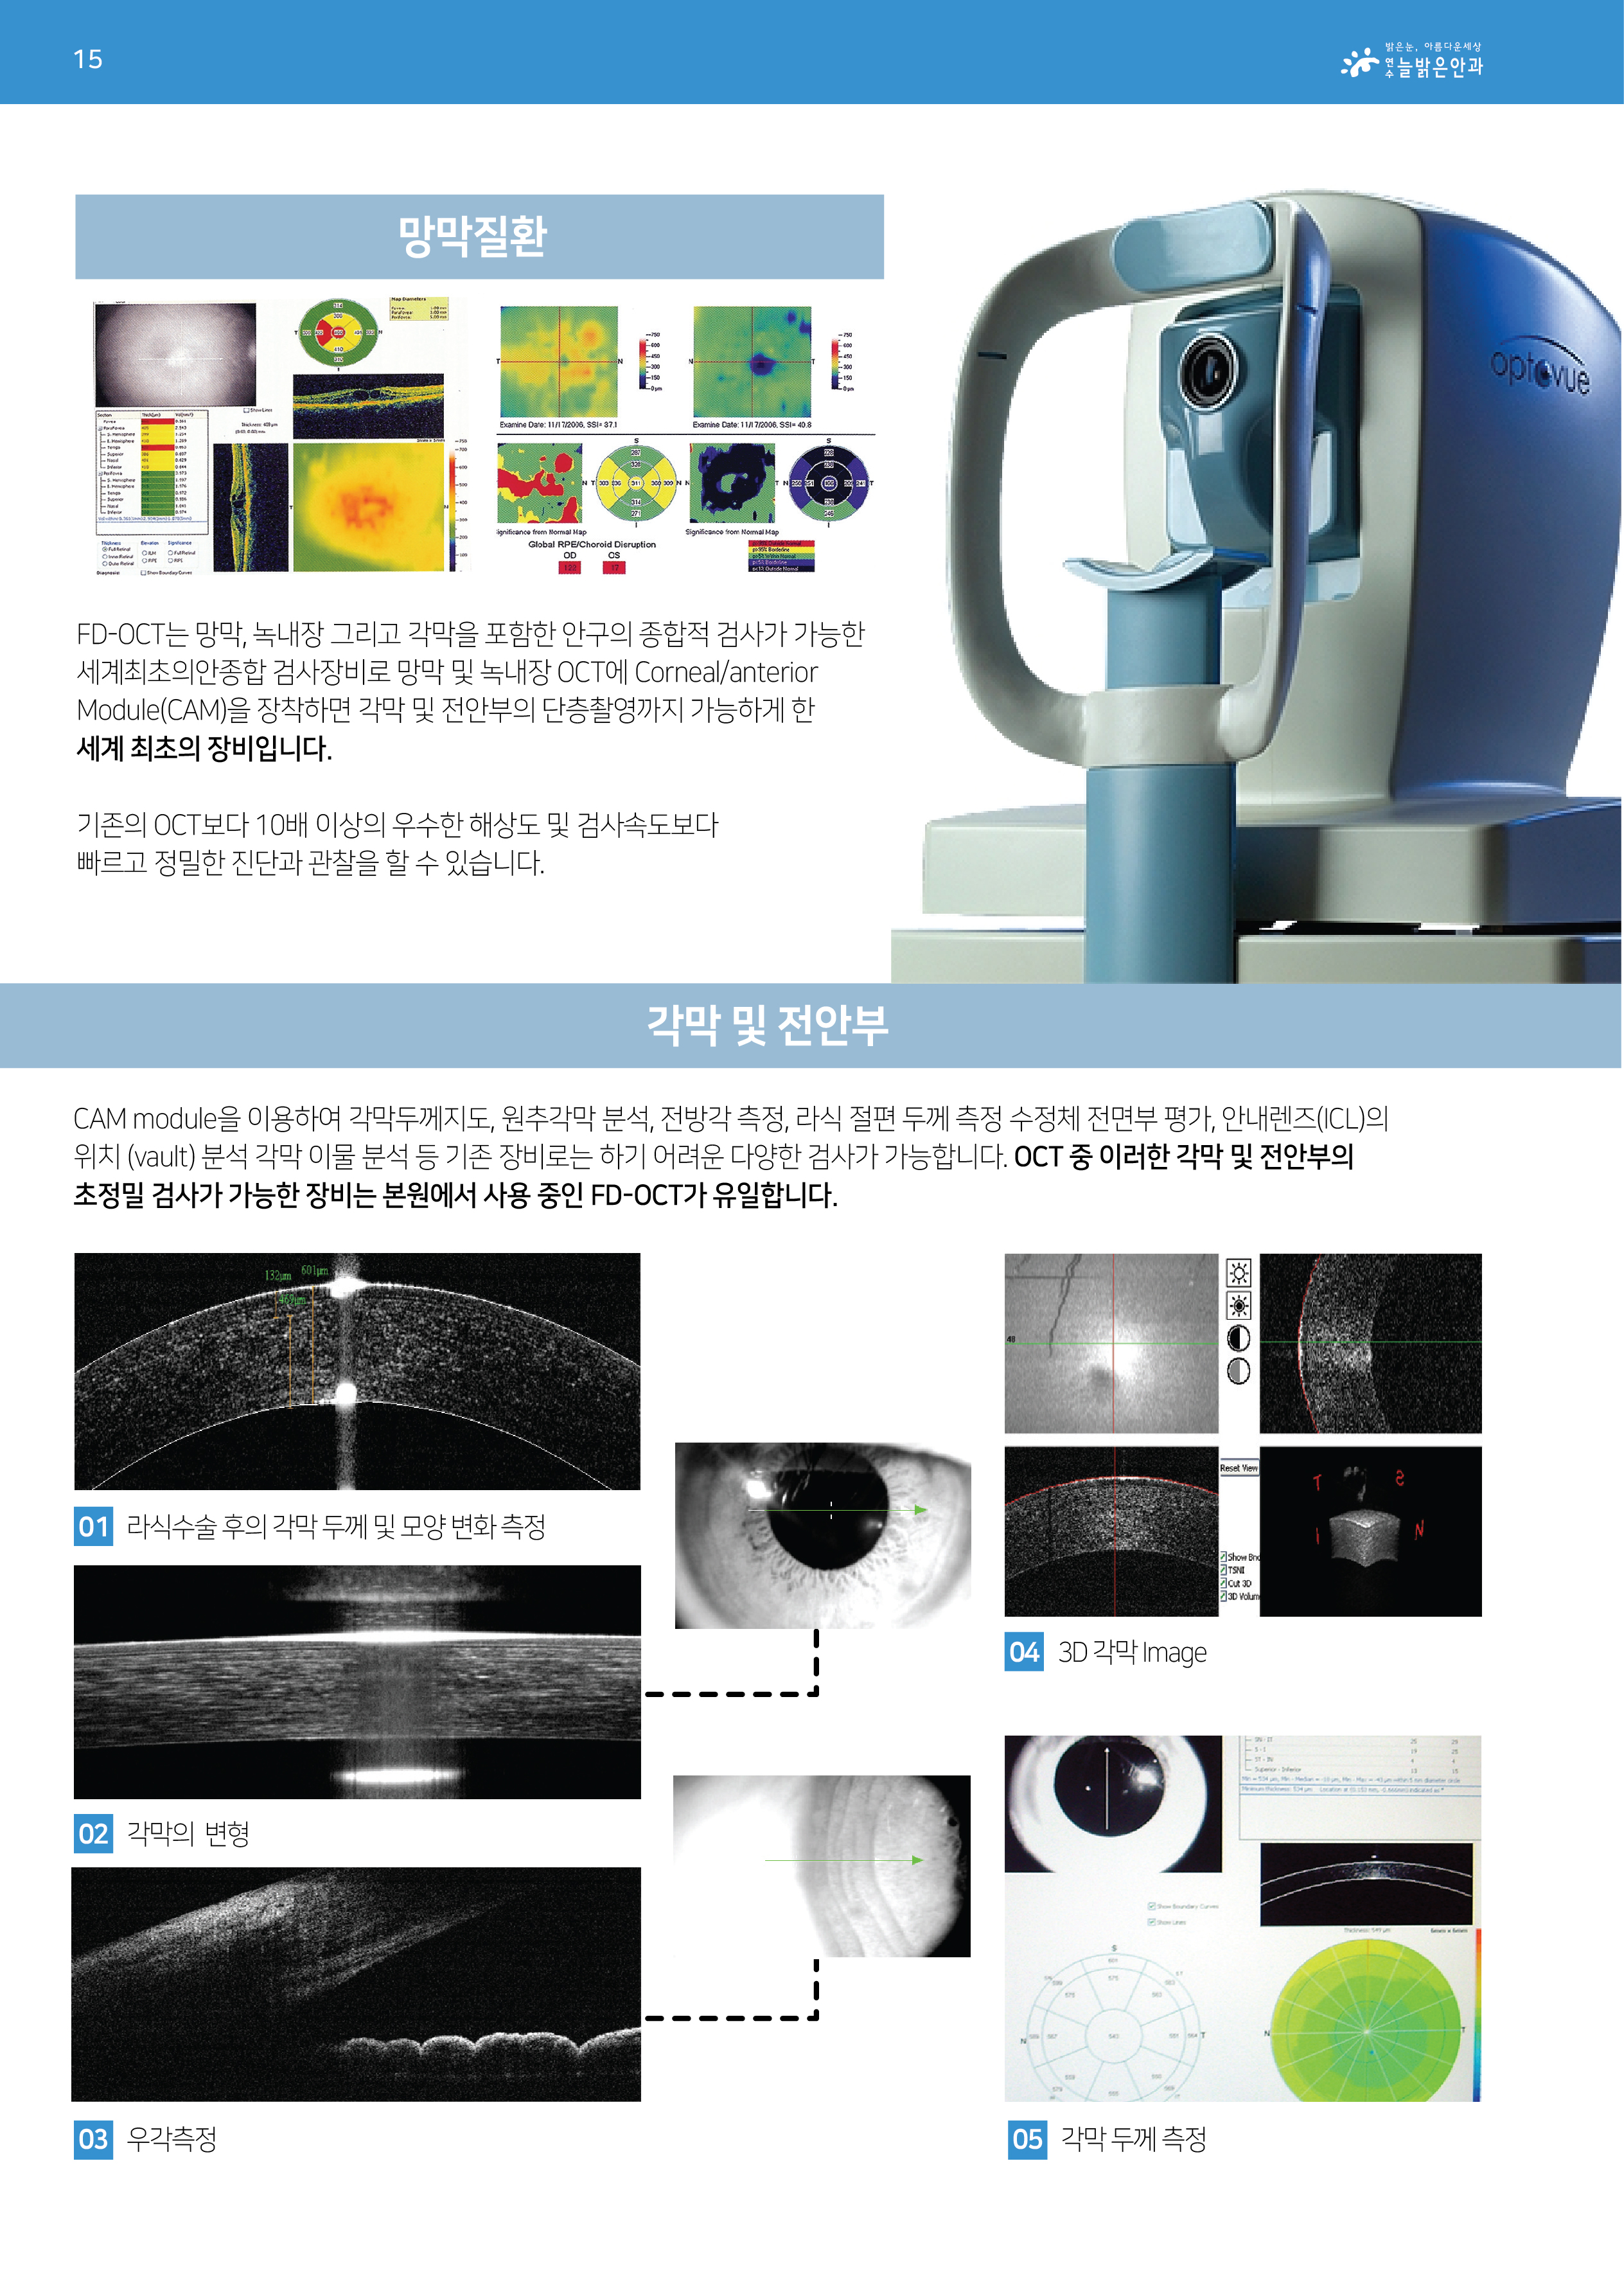 15
밝은눈, 아름다운세상
연수 늘밝은안과
망막질환
optovue
Map Diameters
Show Lines
Section
Examine Date: 11/17/2006, SSI= 37.1
Examine Date: 11/17/2006, SSI= 40.8
Significance from Normal Map
Significance from Normal Map
Global RPE/Choroid Disruption
OD
FD-OCT는 망막, 녹내장 그리고 각막을 포함한 안구의 종합적 검사가 가능한
세계최초의안종합 검사장비로 망막 및 녹내장 OCT에 Corneal/anterior
Module(CAM)을 장착하면 각막 및 전안부의 단층촬영까지 가능하게 한
세계 최초의 장비입니다.
기존의 OCT보다 10배 이상의 우수한 해상도 및 검사속도보다
빠르고 정밀한 진단과 관찰을 할 수 있습니다.
각막 및 전안부
CAM module을 이용하여 각막두께지도, 원추각막 분석, 전방각 측정, 라식 절편 두께 측정 수정체 전면부 평가, 안내렌즈(ICL)의
위치 (vault) 분석 각막 이물 분석 등 기존 장비로는 하기 어려운 다양한 검사가 가능합니다. OCT 중 이러한 각막 및 전안부의
초정밀 검사가 가능한 장비는 본원에서 사용 중인 FD-OCT가 유일합니다.
132µm 601µm
469µm
01 라식수술 후의 각막 두께 및 모양 변화 측정
02 각막의 변형
03 우각측정
48
Reset View
Show Bnd
TSNI
Cut 3D
3D Volum
T S
I N
04 3D 각막 Image
Superior - Inferior
Show Boundary Curves
Show Lines
Thickness: 549 µm
05 각막 두께 측정